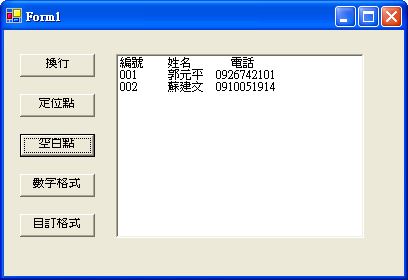 Form1
換行
定位點
空白點
數字格式
自訂格式
編號 姓名 電話
001 郭元平 0926742101
002 蘇建文 0910051914